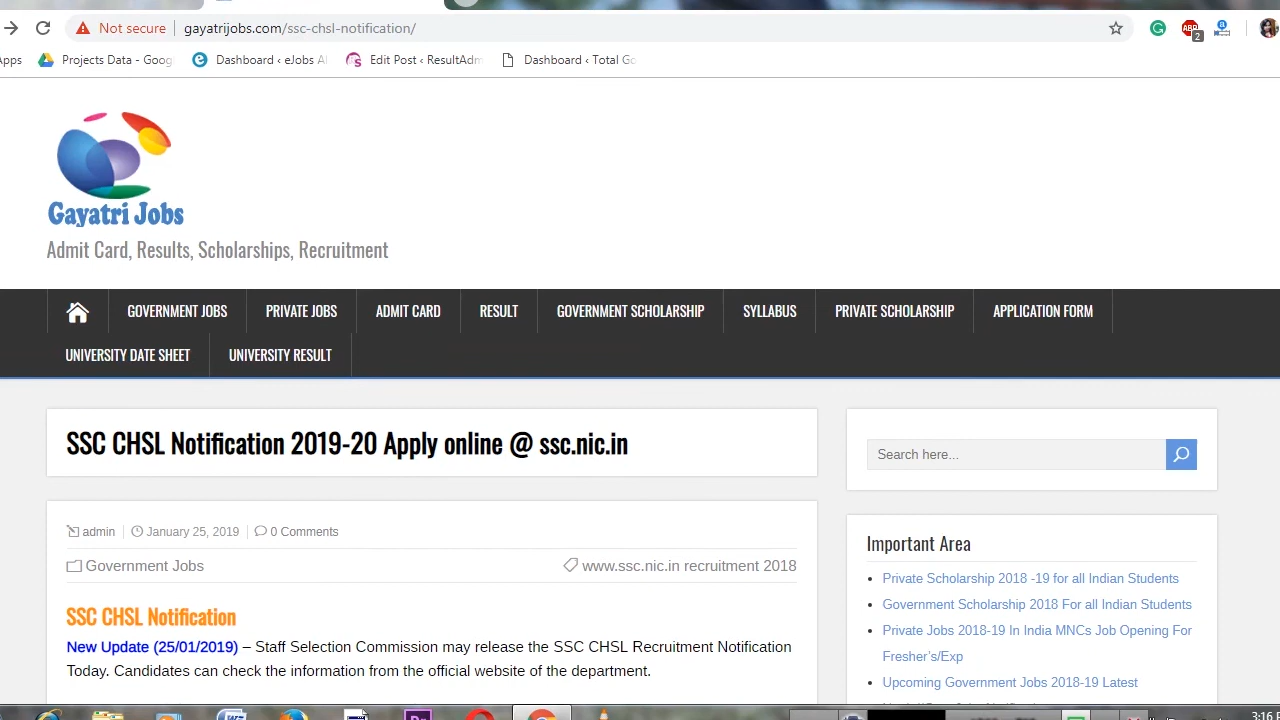 Not secure gayatrijobs.com/ssc-chsl-notification/
ABP
2
Apps Projects Data - Goog Dashboard ‹ eJobs Al Edit Post ‹ ResultAdm Dashboard ‹ Total Go
Gayatri Jobs
Admit Card, Results, Scholarships, Recruitment
GOVERNMENT JOBS PRIVATE JOBS ADMIT CARD RESULT GOVERNMENT SCHOLARSHIP SYLLABUS PRIVATE SCHOLARSHIP APPLICATION FORM
UNIVERSITY DATE SHEET UNIVERSITY RESULT
SSC CHSL Notification 2019-20 Apply online @ ssc.nic.in
admin January 25, 2019 0 Comments
Government Jobs www.ssc.nic.in recruitment 2018
SSC CHSL Notification
New Update (25/01/2019) – Staff Selection Commission may release the SSC CHSL Recruitment Notification
Today. Candidates can check the information from the official website of the department.
Search here...
Important Area
Private Scholarship 2018 -19 for all Indian Students
Government Scholarship 2018 For all Indian Students
Private Jobs 2018-19 In India MNCs Job Opening For
Fresher's/Exp
Upcoming Government Jobs 2018-19 Latest
3:16 P